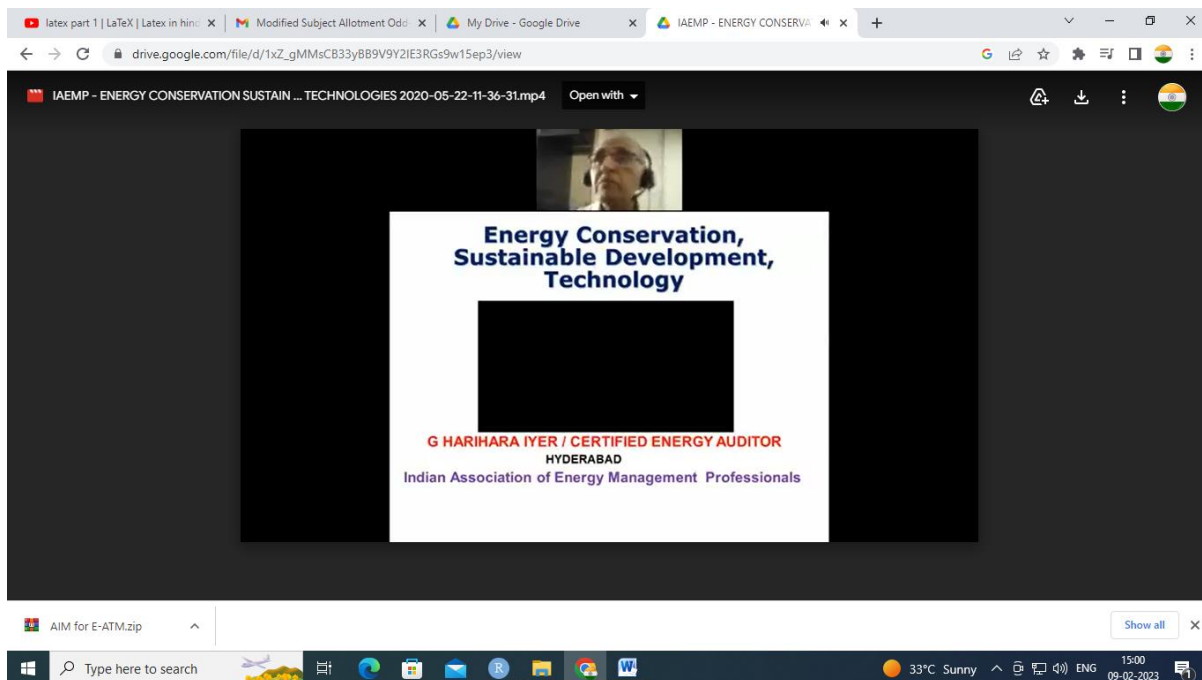 latex part 1 | LaTeX | Latex in hind
Modified Subject Allotment Odd
My Drive - Google Drive
IAEMP - ENERGY CONSERVA
drive.google.com/file/d/1xZ_gMMsCB33yBB9V9Y2IE3RGs9w15ep3/view
IAEMP - ENERGY CONSERVATION SUSTAIN ... TECHNOLOGIES 2020-05-22-11-36-31.mp4 Open with
Energy Conservation,
Sustainable Development,
Technology
G HARIHARA IYER / CERTIFIED ENERGY AUDITOR
HYDERABAD
Indian Association of Energy Management Professionals
AIM for E-ATM.zip
Show all
Type here to search
33°C Sunny
ENG
15:00
09-02-2023